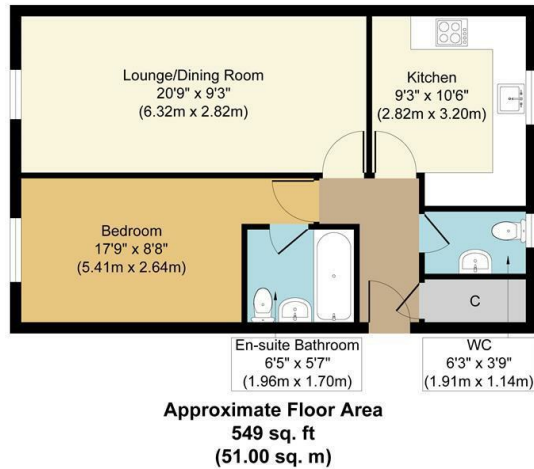 Lounge/Dining Room
20'9" x 9'3"
(6.32m x 2.82m)
Kitchen
9'3" x 10'6"
(2.82m x 3.20m)
Bedroom
17'9" x 8'8"
(5.41m x 2.64m)
C
En-suite Bathroom
6'5" x 5'7"
(1.96m x 1.70m)
WC
6'3" x 3'9"
(1.91m x 1.14m)
Approximate Floor Area
549 sq. ft
(51.00 sq. m)